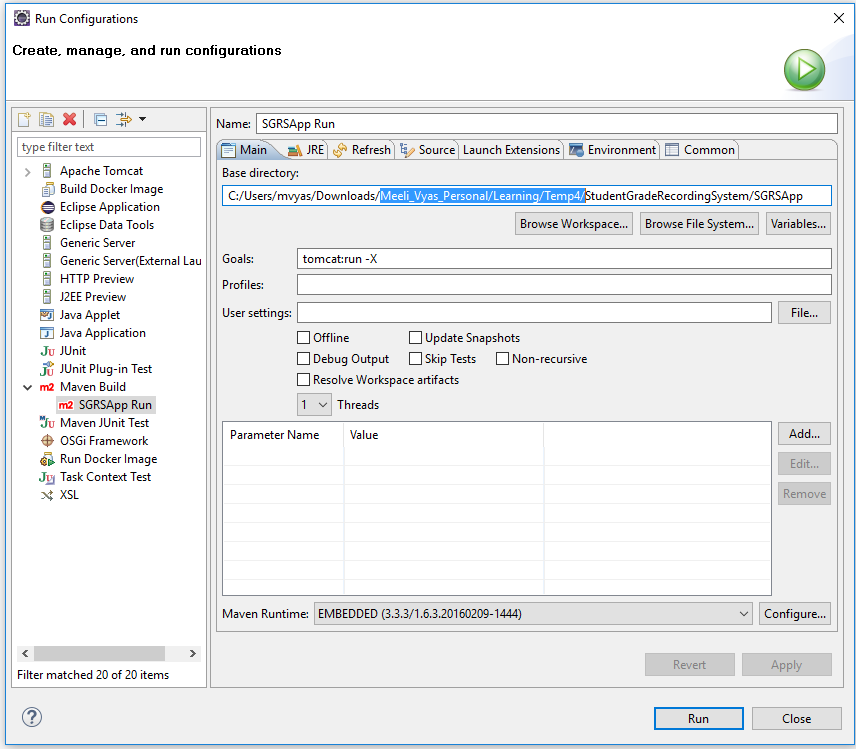 Run Configurations
Create, manage, and run configurations
type filter text
Apache Tomcat
Build Docker Image
Eclipse Application
Eclipse Data Tools
Generic Server
Generic Server(External Lau
HTTP Preview
J2EE Preview
Java Applet
Java Application
JUnit
JUnit Plug-in Test
Maven Build
SGRSApp Run
Maven JUnit Test
OSGi Framework
Run Docker Image
Task Context Test
XSL
Filter matched 20 of 20 items
Name: SGRSApp Run
Main JRE Refresh Source Launch Extensions Environment Common
Base directory:
C:/Users/mvyas/Downloads/Meeli_Vyas_Personal/Learning/Temp4/StudentGradeRecordingSystem/SGRSApp
Browse Workspace... Browse File System... Variables...
Goals: tomcat:run -X
Profiles:
User settings: File...
Offline Update Snapshots
Debug Output Skip Tests Non-recursive
Resolve Workspace artifacts
1 Threads
Parameter Name Value
Add...
Edit...
Remove
Maven Runtime: EMBEDDED (3.3.3/1.6.3.20160209-1444) Configure...
Revert Apply
Run Close